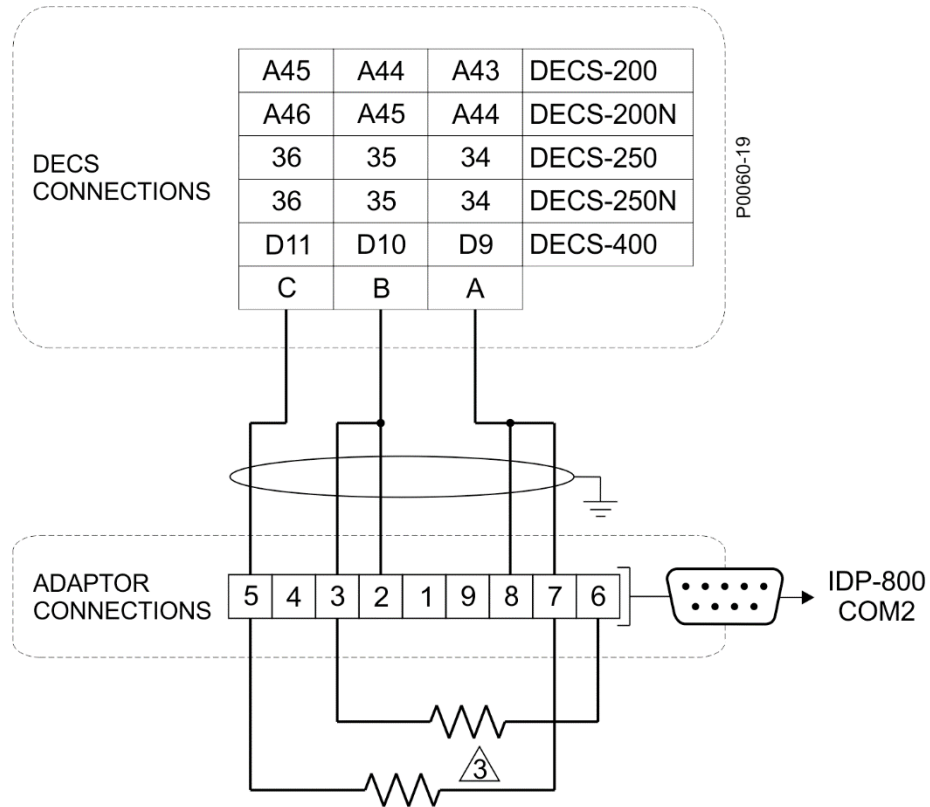 A45 A44 A43 DECS-200
A46 A45 A44 DECS-200N
36 35 34 DECS-250
36 35 34 DECS-250N
D11 D10 D9 DECS-400
C B A
DECS
CONNECTIONS
P0060-19
ADAPTOR
CONNECTIONS
5 4 3 2 1 9 8 7 6
IDP-800
COM2
3